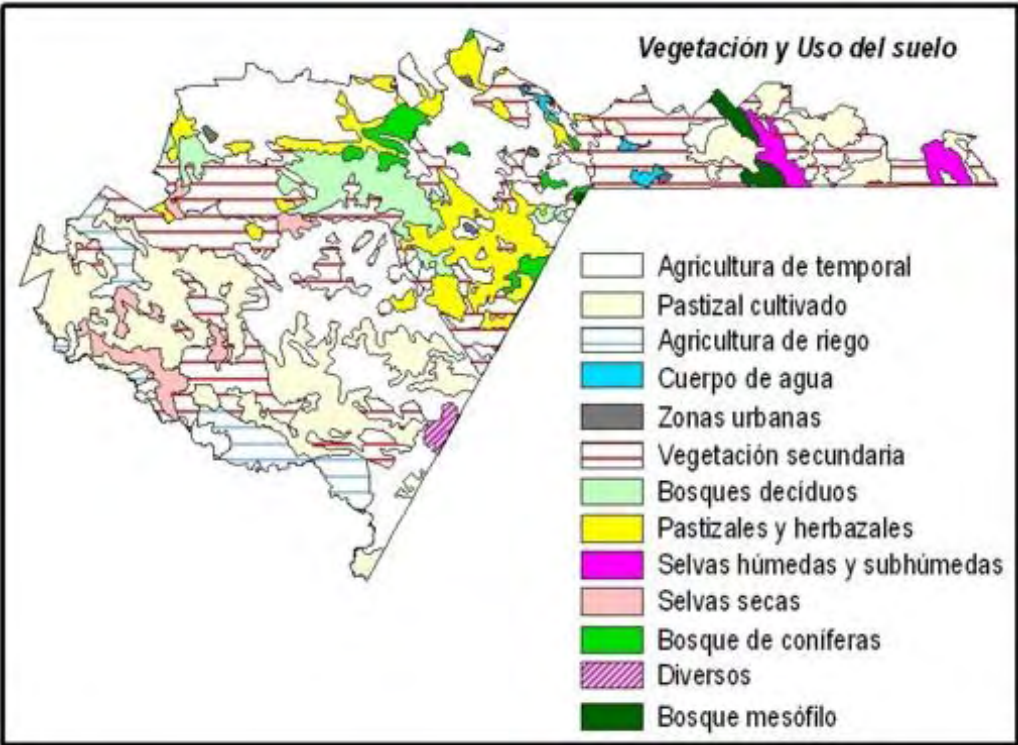 Vegetación y Uso del suelo
Agricultura de temporal
Pastizal cultivado
Agricultura de riego
Cuerpo de agua
Zonas urbanas
Vegetación secundaria
Bosques decíduos
Pastizales y herbazales
Selvas húmedas y subhúmedas
Selvas secas
Bosque de coníferas
Diversos
Bosque mesófilo